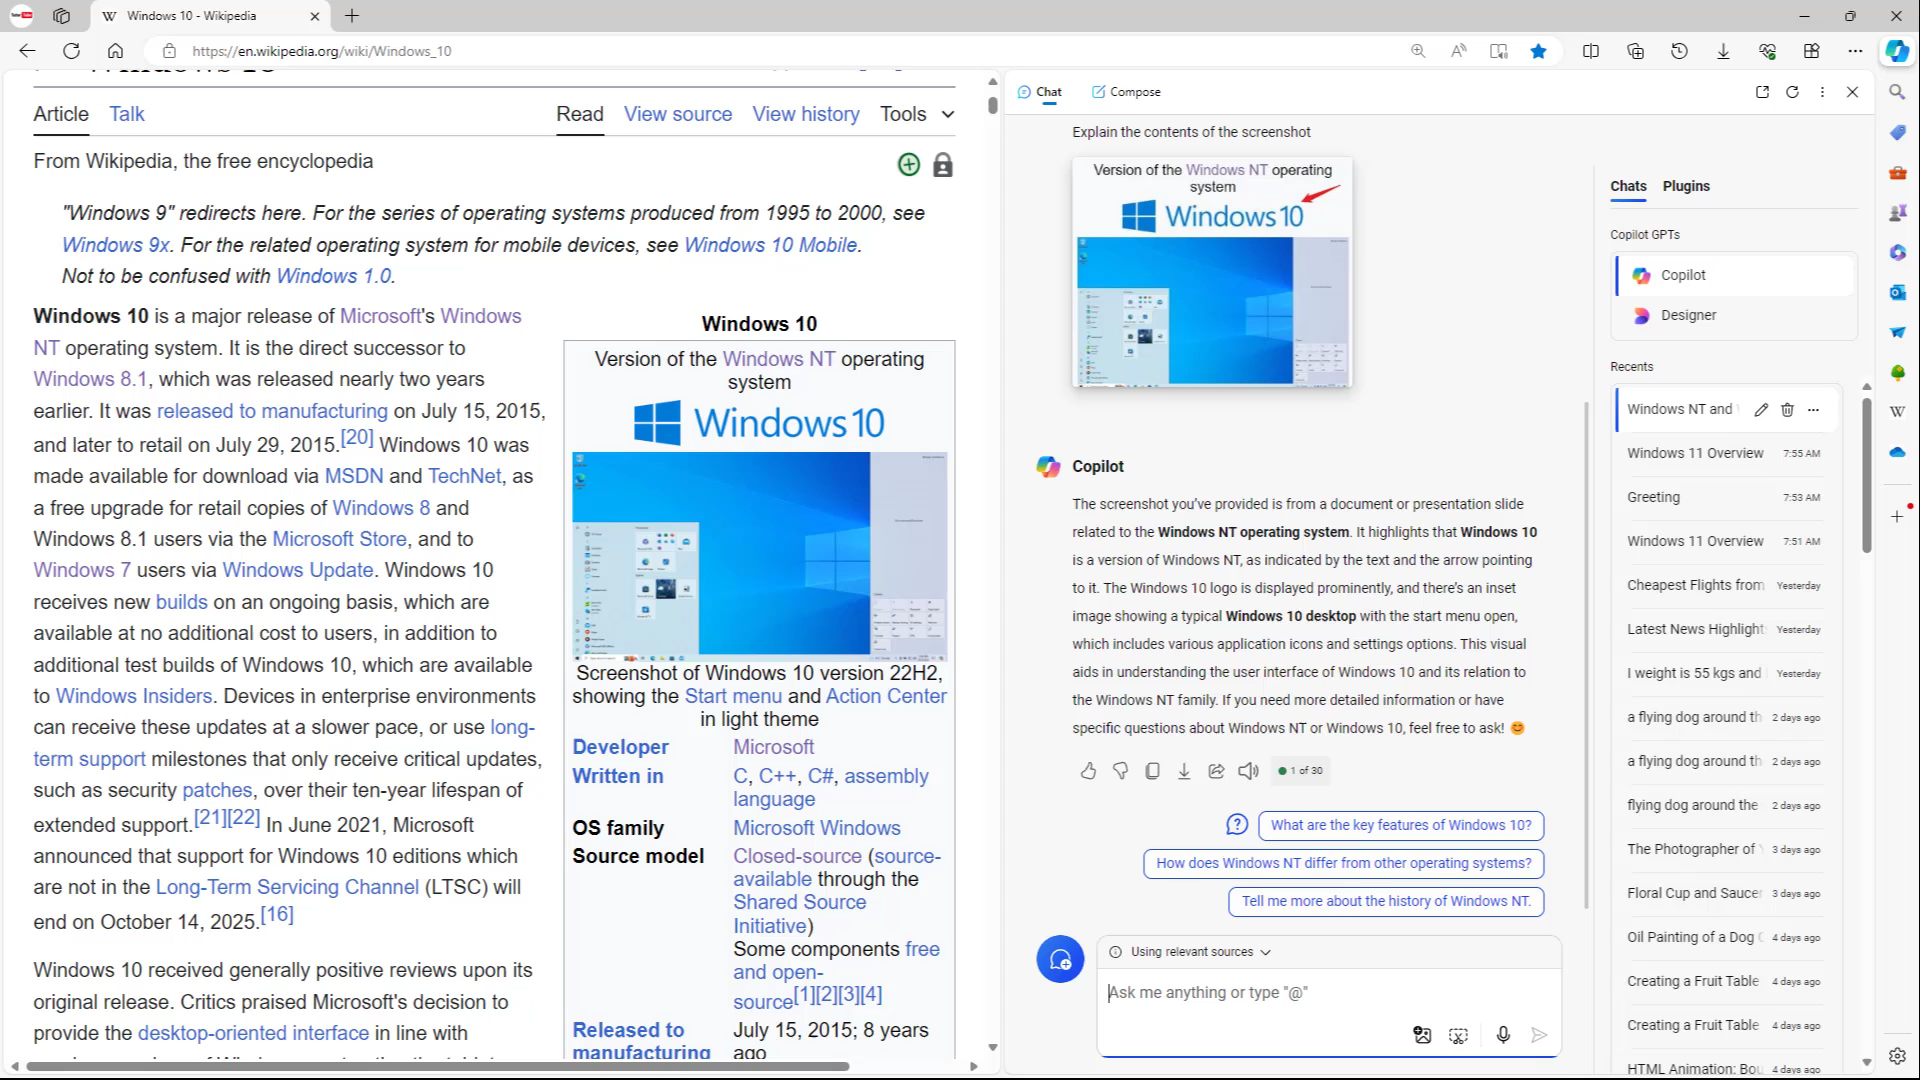 Windows 10 - Wikipedia
https://en.wikipedia.org/wiki/Windows_10
Article
Talk
Read
View source
View history
Tools
From Wikipedia, the free encyclopedia
"Windows 9" redirects here. For the series of operating systems produced from 1995 to 2000, see
Windows 9x. For the related operating system for mobile devices, see Windows 10 Mobile.
Not to be confused with Windows 1.0.
Windows 10 is a major release of Microsoft's Windows
NT operating system. It is the direct successor to
Windows 8.1, which was released nearly two years
earlier. It was released to manufacturing on July 15, 2015,
and later to retail on July 29, 2015.[20] Windows 10 was
made available for download via MSDN and TechNet, as
a free upgrade for retail copies of Windows 8 and
Windows 8.1 users via the Microsoft Store, and to
Windows 7 users via Windows Update. Windows 10
receives new builds on an ongoing basis, which are
available at no additional cost to users, in addition to
additional test builds of Windows 10, which are available
to Windows Insiders. Devices in enterprise environments
can receive these updates at a slower pace, or use long-
term support milestones that only receive critical updates,
such as security patches, over their ten-year lifespan of
extended support.[21][22] In June 2021, Microsoft
announced that support for Windows 10 editions which
are not in the Long-Term Servicing Channel (LTSC) will
end on October 14, 2025.[16]
Windows 10 received generally positive reviews upon its
original release. Critics praised Microsoft's decision to
provide the desktop-oriented interface in line with
Windows 10
Version of the Windows NT operating
system
Windows 10
Screenshot of Windows 10 version 22H2,
showing the Start menu and Action Center
in light theme
Developer Microsoft
Written in C, C++, C#, assembly
language
OS family Microsoft Windows
Source model Closed-source (source-
available through the
Shared Source
Initiative)
Some components free
and open-
source[1][2][3][4]
Released to July 15, 2015; 8 years
manufacturing ago
Chat
Compose
Explain the contents of the screenshot
Version of the Windows NT operating
system
Windows 10
Copilot
The screenshot you've provided is from a document or presentation slide
related to the Windows NT operating system. It highlights that Windows 10
is a version of Windows NT, as indicated by the text and the arrow pointing
to it. The Windows 10 logo is displayed prominently, and there's an inset
image showing a typical Windows 10 desktop with the start menu open,
which includes various application icons and settings options. This visual
aids in understanding the user interface of Windows 10 and its relation to
the Windows NT family. If you need more detailed information or have
specific questions about Windows NT or Windows 10, feel free to ask! 😊
1 of 30
What are the key features of Windows 10?
How does Windows NT differ from other operating systems?
Tell me more about the history of Windows NT.
Using relevant sources
Ask me anything or type "@"
Chats
Plugins
Copilot GPTs
Copilot
Designer
Recents
Windows NT and
Windows 11 Overview 7:55 AM
Greeting 7:53 AM
Windows 11 Overview 7:51 AM
Cheapest Flights from Yesterday
Latest News Highlight Yesterday
I weight is 55 kgs and Yesterday
a flying dog around th 2 days ago
a flying dog around th 2 days ago
flying dog around the 2 days ago
The Photographer of 3 days ago
Floral Cup and Saucer 3 days ago
Oil Painting of a Dog 4 days ago
Creating a Fruit Table 4 days ago
Creating a Fruit Table 4 days ago
HTML Animation: Bou 4 days ago